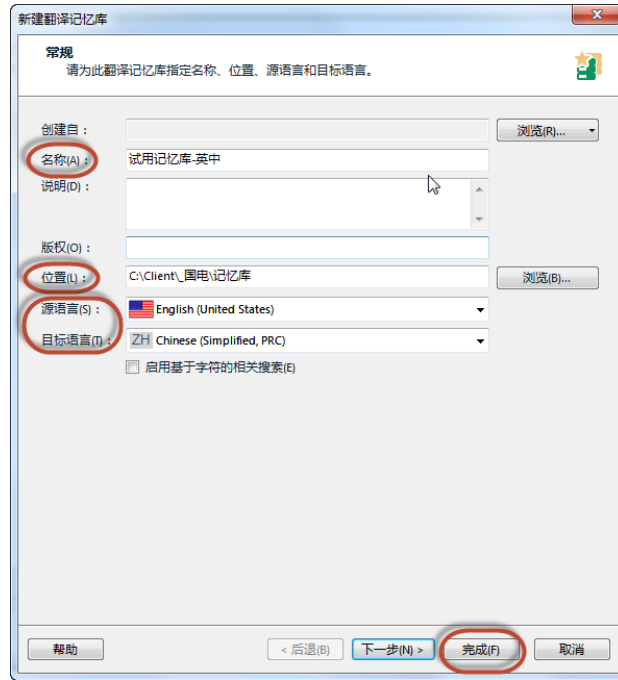 新建翻译记忆库
常规
请为此翻译记忆库指定名称、位置、源语言和目标语言。
创建自：
浏览(R)...
名称(A)：
试用记忆库-英中
说明(D)：
版权(O)：
位置(L)：
C:\Client\_国电\记忆库
浏览(B)...
源语言(S)：
English (United States)
目标语言(T)：
ZH Chinese (Simplified, PRC)
启用基于字符的相关搜索(E)
帮助
< 后退(B)
下一步(N) >
完成(F)
取消